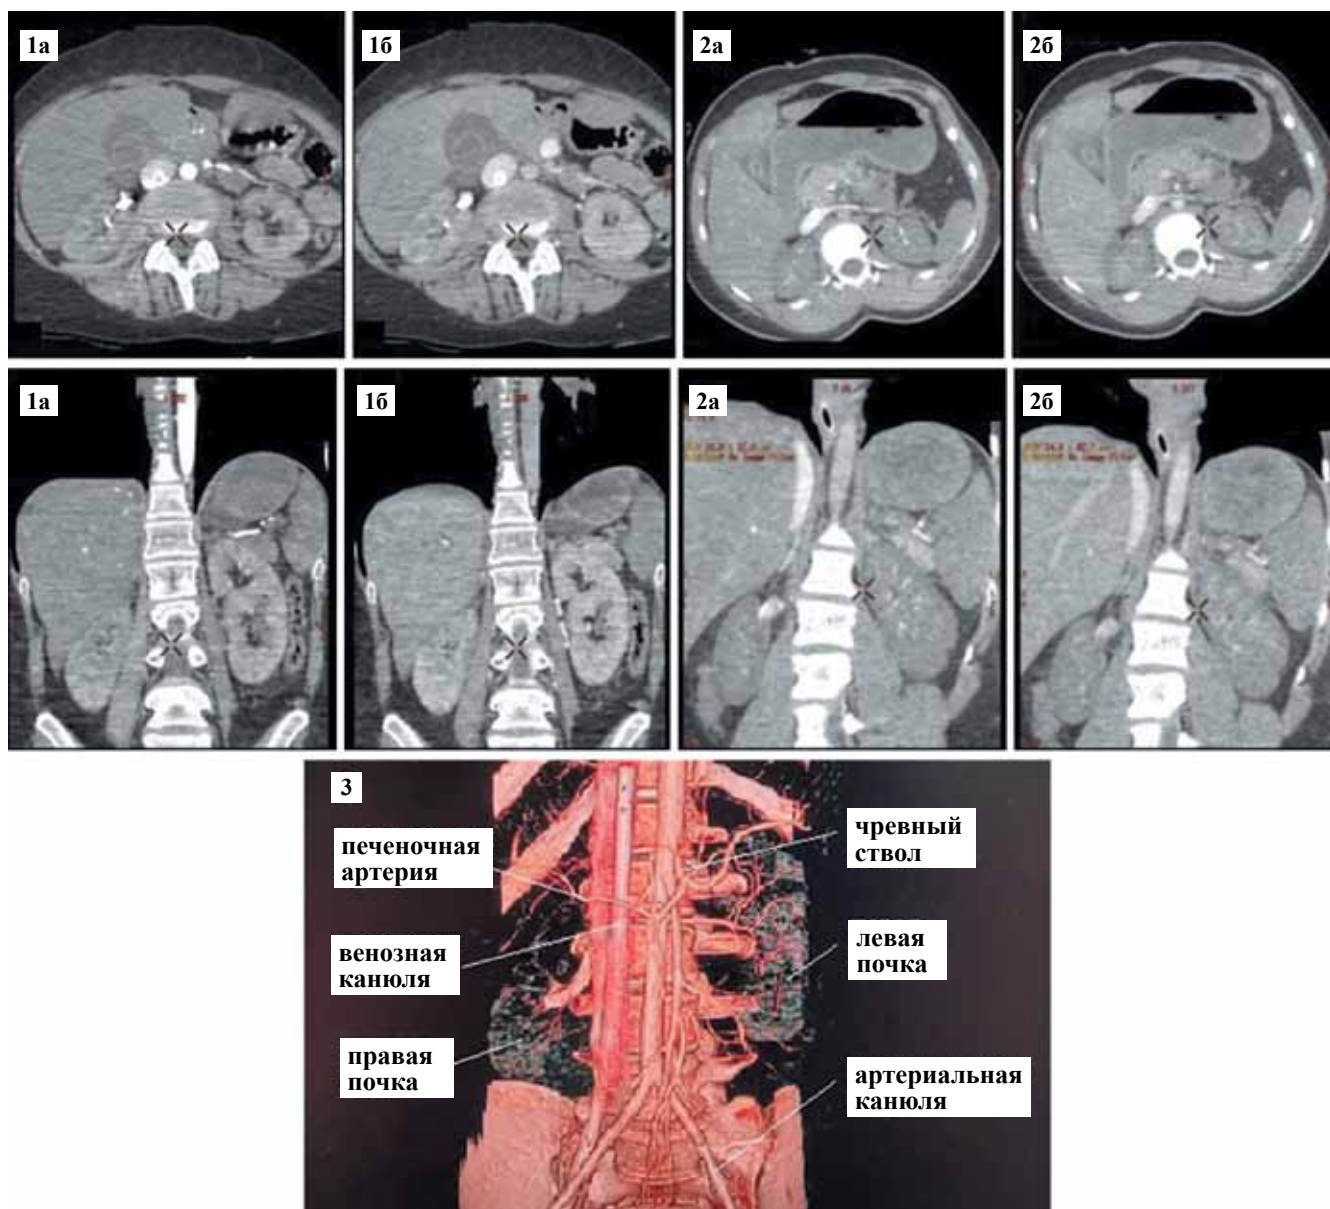 1а
1б
2а
2б
1а
1б
2а
2б
3
печеночная
артерия
чревный
ствол
венозная
канюля
левая
почка
правая
почка
артериальная
канюля